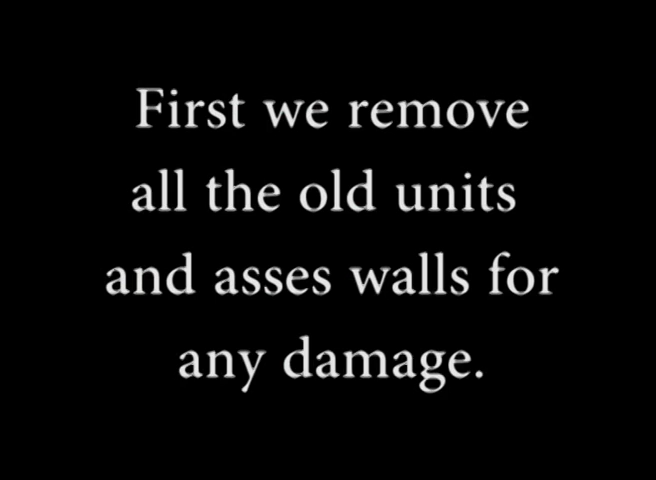 First we remove
all the old units
and asses walls for
any damage.